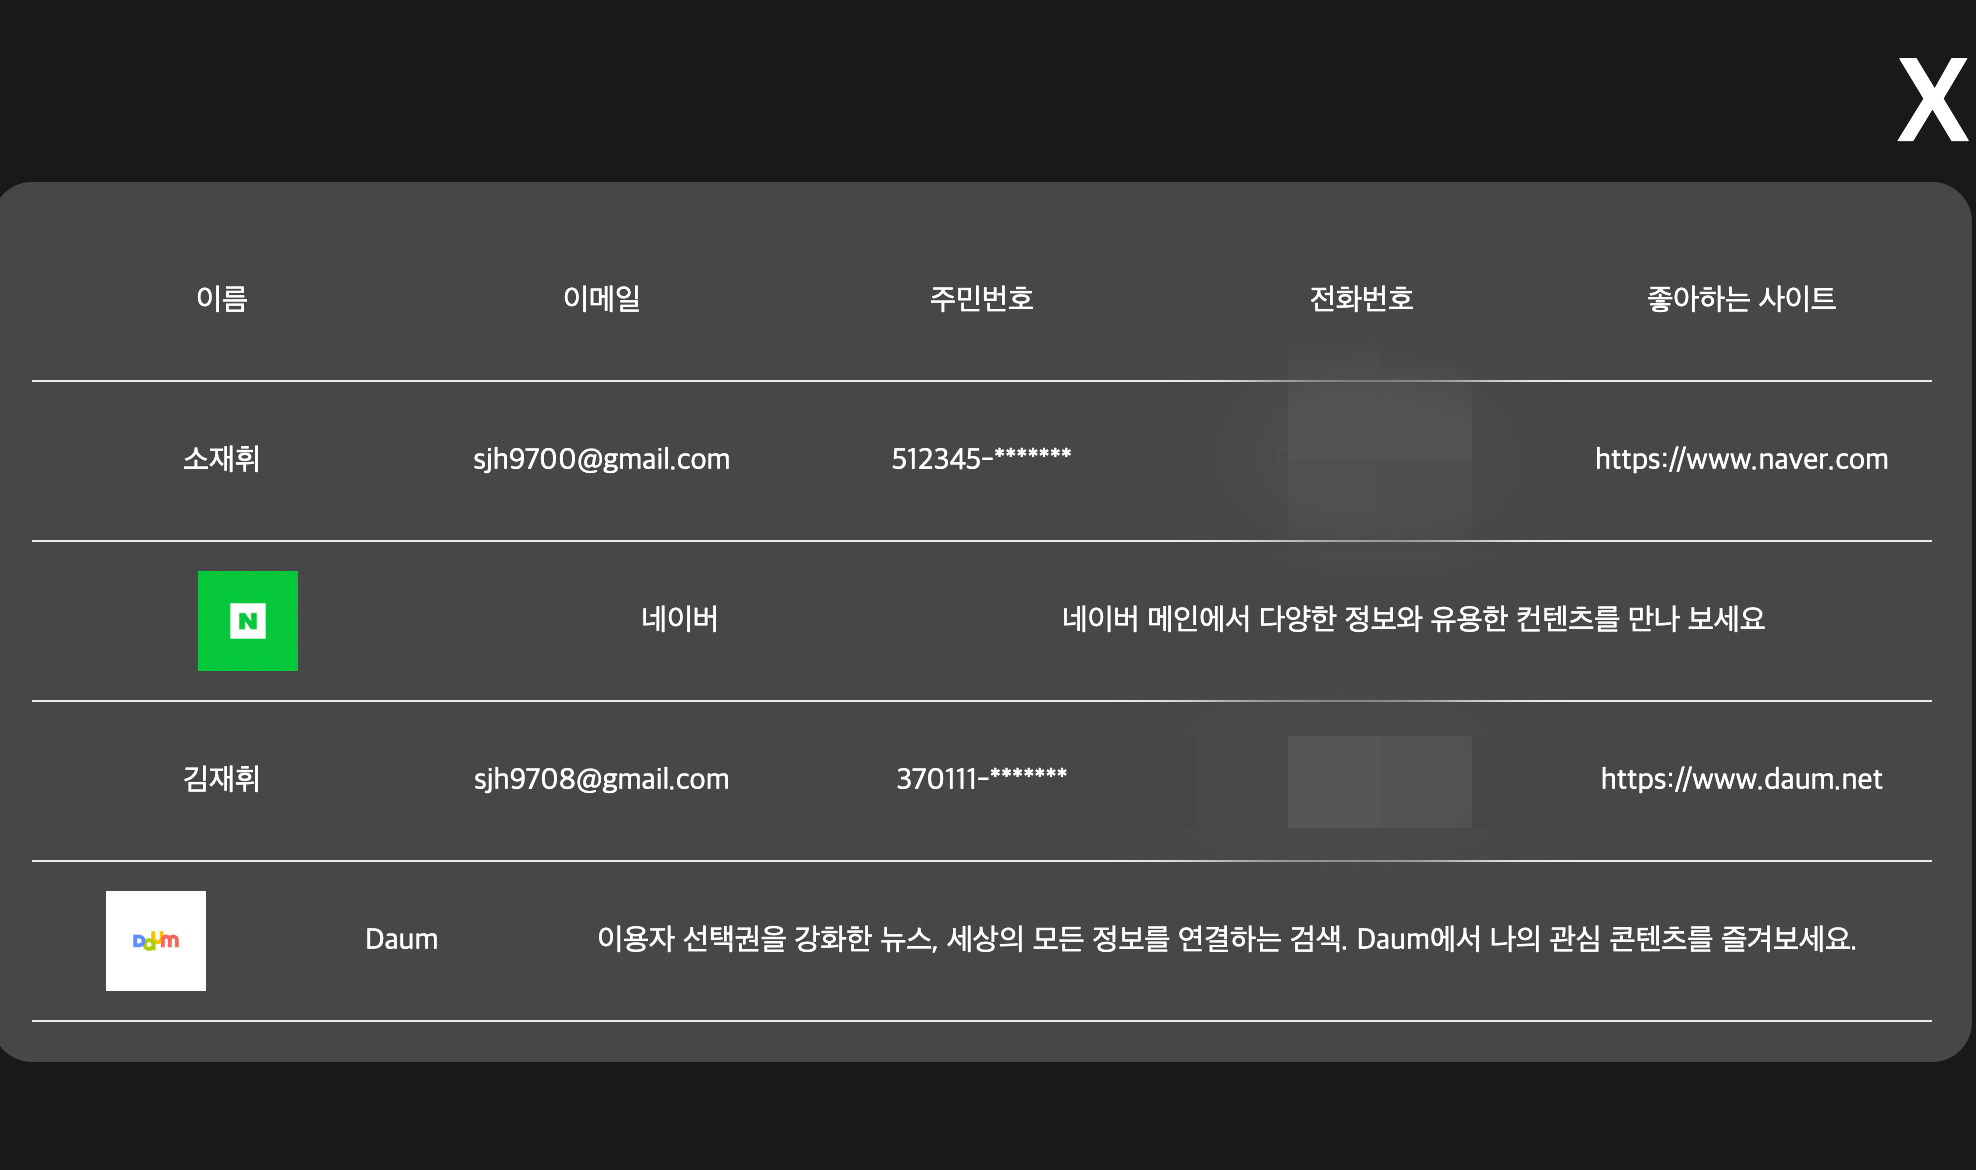 X
이름 이메일 주민번호 전화번호 좋아하는 사이트
소재휘 sjh9700@gmail.com 512345-******* https://www.naver.com
N 네이버 네이버 메인에서 다양한 정보와 유용한 컨텐츠를 만나 보세요
김재휘 sjh9708@gmail.com 370111-******* https://www.daum.net
Daum Daum 이용자 선택권을 강화한 뉴스, 세상의 모든 정보를 연결하는 검색. Daum에서 나의 관심 콘텐츠를 즐겨보세요.